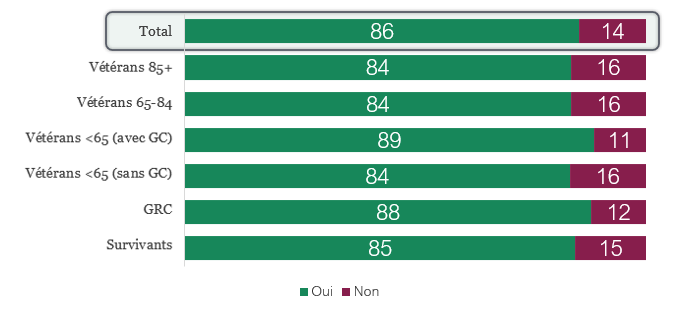 Total 86 14
Vétérans 85+ 84 16
Vétérans 65-84 84 16
Vétérans <65 (avec GC) 89 11
Vétérans <65 (sans GC) 84 16
GRC 88 12
Survivants 85 15
Oui Non